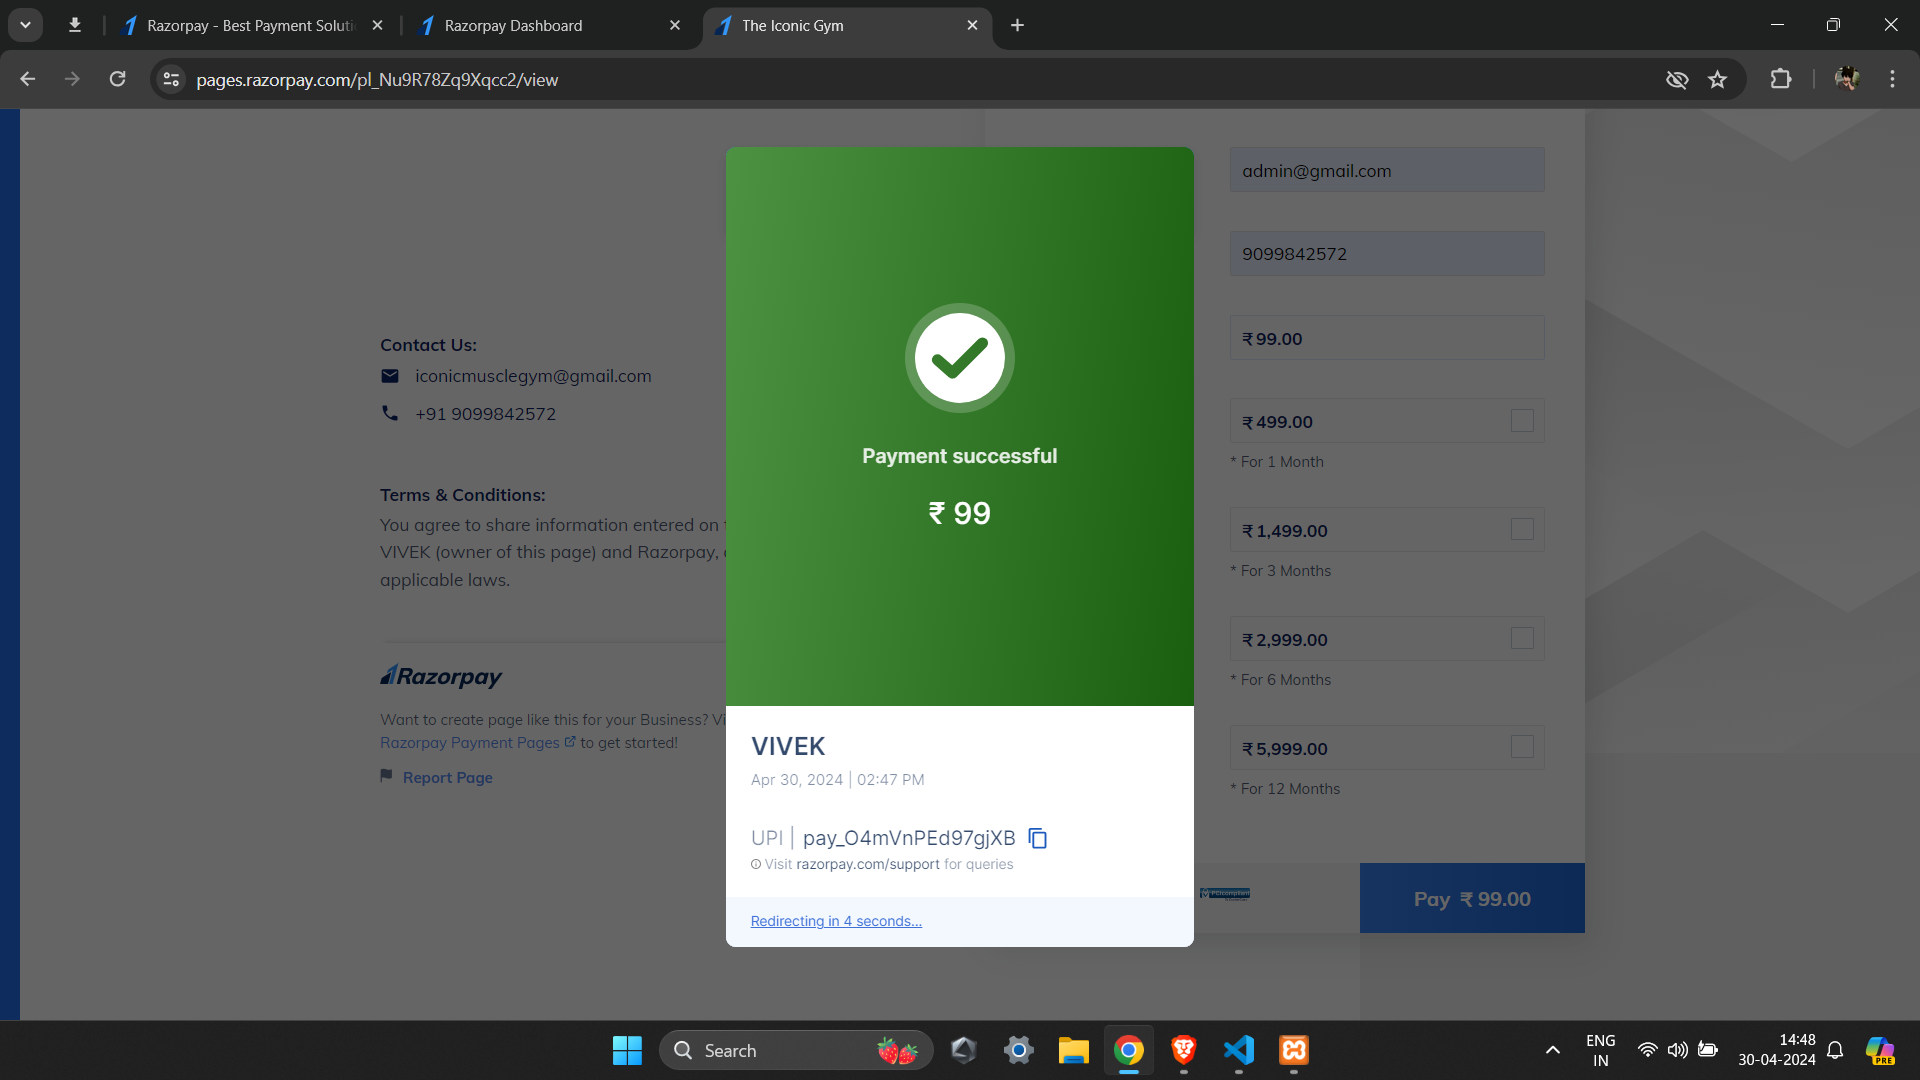 Razorpay - Best Payment Soluti
Razorpay Dashboard
The Iconic Gym
pages.razorpay.com/pl_Nu9R78Zq9Xqcc2/view
Contact Us:
iconicmusclegym@gmail.com
+91 9099842572
Terms & Conditions:
You agree to share information entered on
VIVEK (owner of this page) and Razorpay,
applicable laws.
Razorpay
Want to create page like this for your Business? Vi
Razorpay Payment Pages to get started!
Report Page
Payment successful
₹ 99
VIVEK
Apr 30, 2024 | 02:47 PM
UPI | pay_O4mVnPEd97gjXB
Visit razorpay.com/support for queries
Redirecting in 4 seconds...
admin@gmail.com
9099842572
₹ 99.00
₹ 499.00
* For 1 Month
₹ 1,499.00
* For 3 Months
₹ 2,999.00
* For 6 Months
₹ 5,999.00
* For 12 Months
Pay ₹ 99.00
Search
ENG
IN
14:48
30-04-2024
PRE